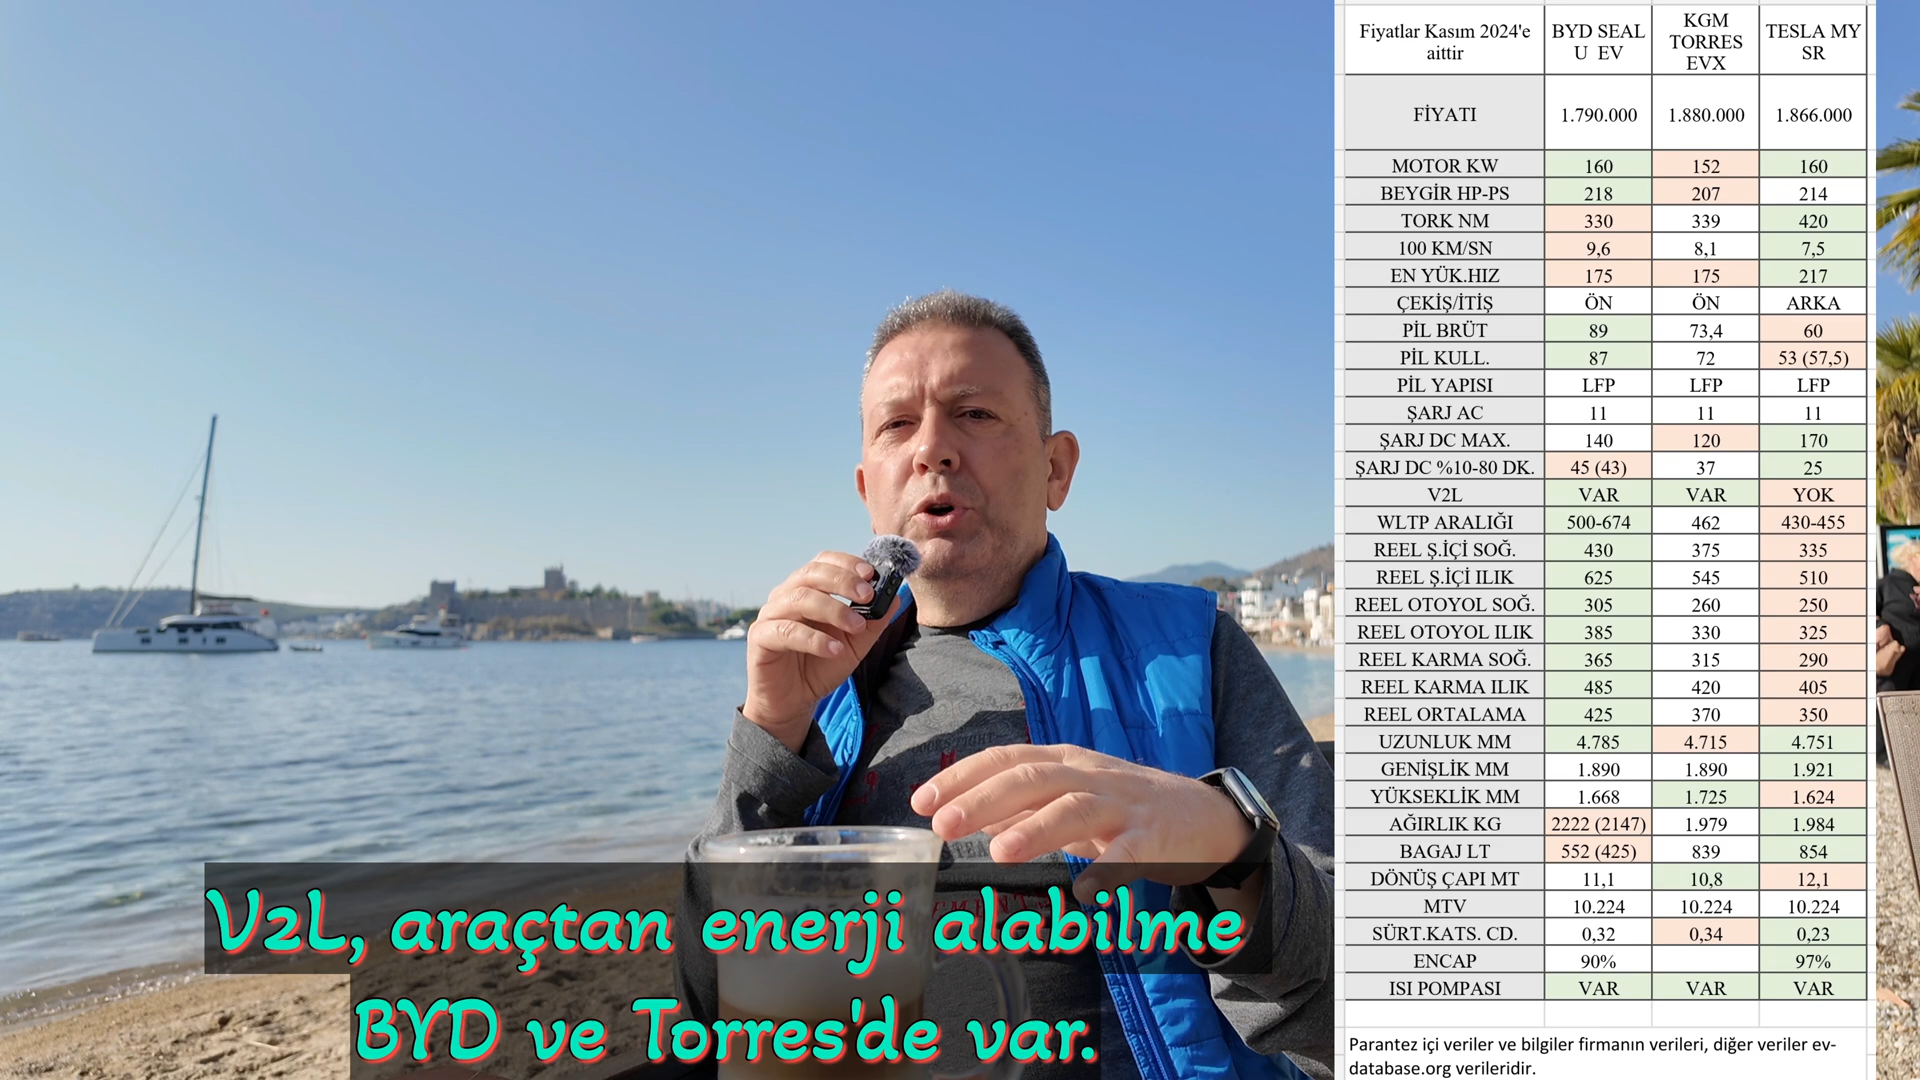 Fiyatlar Kasım 2024'e aittir BYD SEAL U EV KGM TORRES EVX TESLA MY SR
FİYATI 1.790.000 1.880.000 1.866.000
MOTOR KW 160 152 160
BEYGİR HP-PS 218 207 214
TORK NM 330 339 420
100 KM/SN 9,6 8,1 7,5
EN YÜK.HIZ 175 175 217
ÇEKİŞ/İTİŞ ÖN ÖN ARKA
PİL BRÜT 89 73,4 60
PİL KULL. 87 72 53 (57,5)
PİL YAPISI LFP LFP LFP
ŞARJ AC 11 11 11
ŞARJ DC MAX. 140 120 170
ŞARJ DC %10-80 DK. 45 (43) 37 25
V2L VAR VAR YOK
WLTP ARALIĞI 500-674 462 430-455
REEL Ş.İÇİ SOĞ. 430 375 335
REEL Ş.İÇİ ILIK 625 545 510
REEL OTOYOL SOĞ. 305 260 250
REEL OTOYOL ILIK 385 330 325
REEL KARMA SOĞ. 365 315 290
REEL KARMA ILIK 485 420 405
REEL ORTALAMA 425 370 350
UZUNLUK MM 4.785 4.715 4.751
GENİŞLİK MM 1.890 1.890 1.921
YÜKSEKLİK MM 1.668 1.725 1.624
AĞIRLIK KG 2222 (2147) 1.979 1.984
BAGAJ LT 552 (425) 839 854
DÖNÜŞ ÇAPI MT 11,1 10,8 12,1
MTV 10.224 10.224 10.224
SÜRT.KATS. CD. 0,32 0,34 0,23
ENCAP 90% 97%
ISI POMPASI VAR VAR VAR
Parantez içi veriler ve bilgiler firmanın verileri, diğer veriler ev-
database.org verileridir.
V2L, araçtan enerji alabilme
BYD ve Torres'de var.